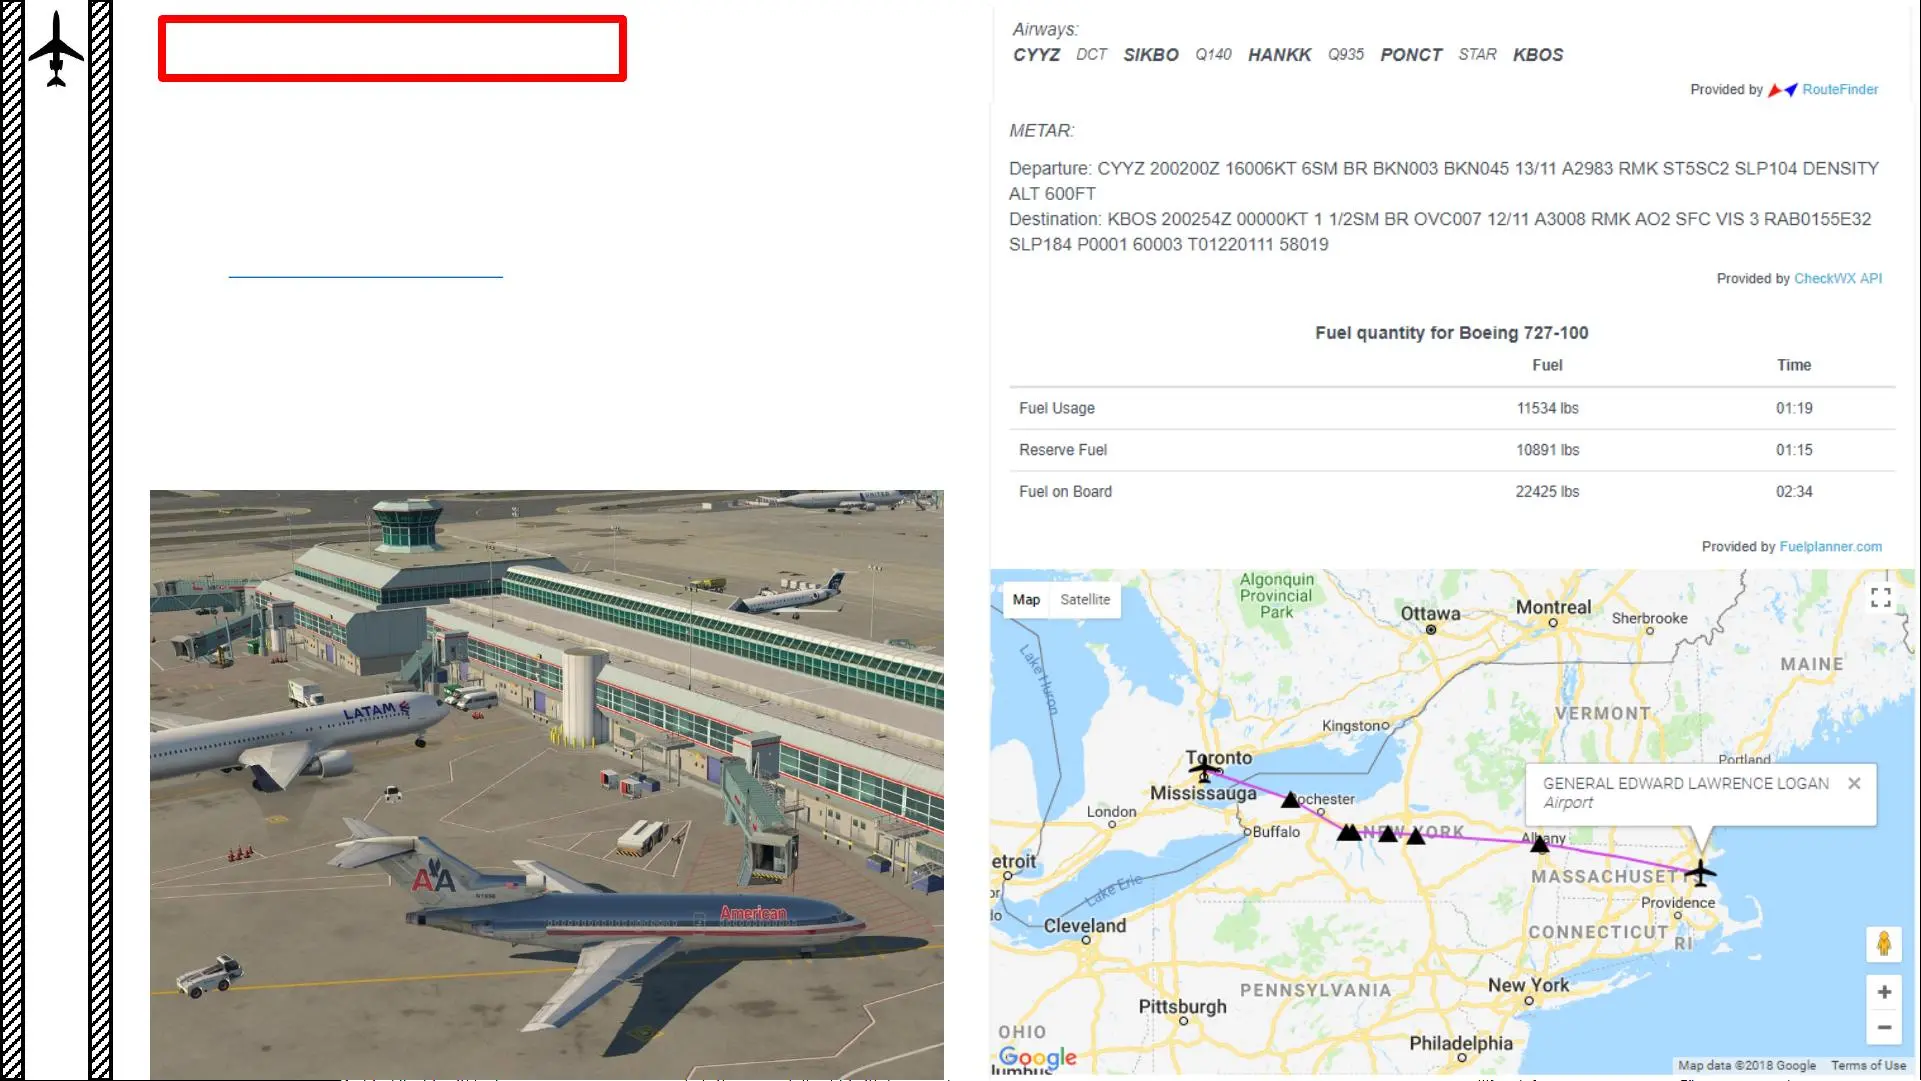 Airways:
CYYZ DCT SIKBO Q140 HANKK Q935 PONCT STAR KBOS
Provided by RouteFinder
METAR:
Departure: CYYZ 200200Z 16006KT 6SM BR BKN003 BKN045 13/11 A2983 RMK ST5SC2 SLP104 DENSITY
ALT 600FT
Destination: KBOS 200254Z 00000KT 1 1/2SM BR OVC007 12/11 A3008 RMK AO2 SFC VIS 3 RAB0155E32
SLP184 P0001 60003 T01220111 58019
Provided by CheckWX API
Fuel quantity for Boeing 727-100
Fuel Time
Fuel Usage 11534 lbs 01:19
Reserve Fuel 10891 lbs 01:15
Fuel on Board 22425 lbs 02:34
Provided by Fuelplanner.com
UNITED
LATAM
AA
American
Map Satellite
Algonquin
Provincial
Park
Ottawa
Montreal
Sherbrooke
MAINE
Lake Huron
VERMONT
Kingston
Portland
Toronto
Mississauga
GENERAL EDWARD LAWRENCE LOGAN
Airport
ochester
London
Buffalo
NEW YORK
Albany
etroit
MASSACHUSET
Lake Erie
Providence
Cleveland
CONNECTICUT
RI
New York
PENNSYLVANIA
Pittsburgh
OHIO
Philadelphia
Google
lumbus
Map data ©2018 Google Terms of Use